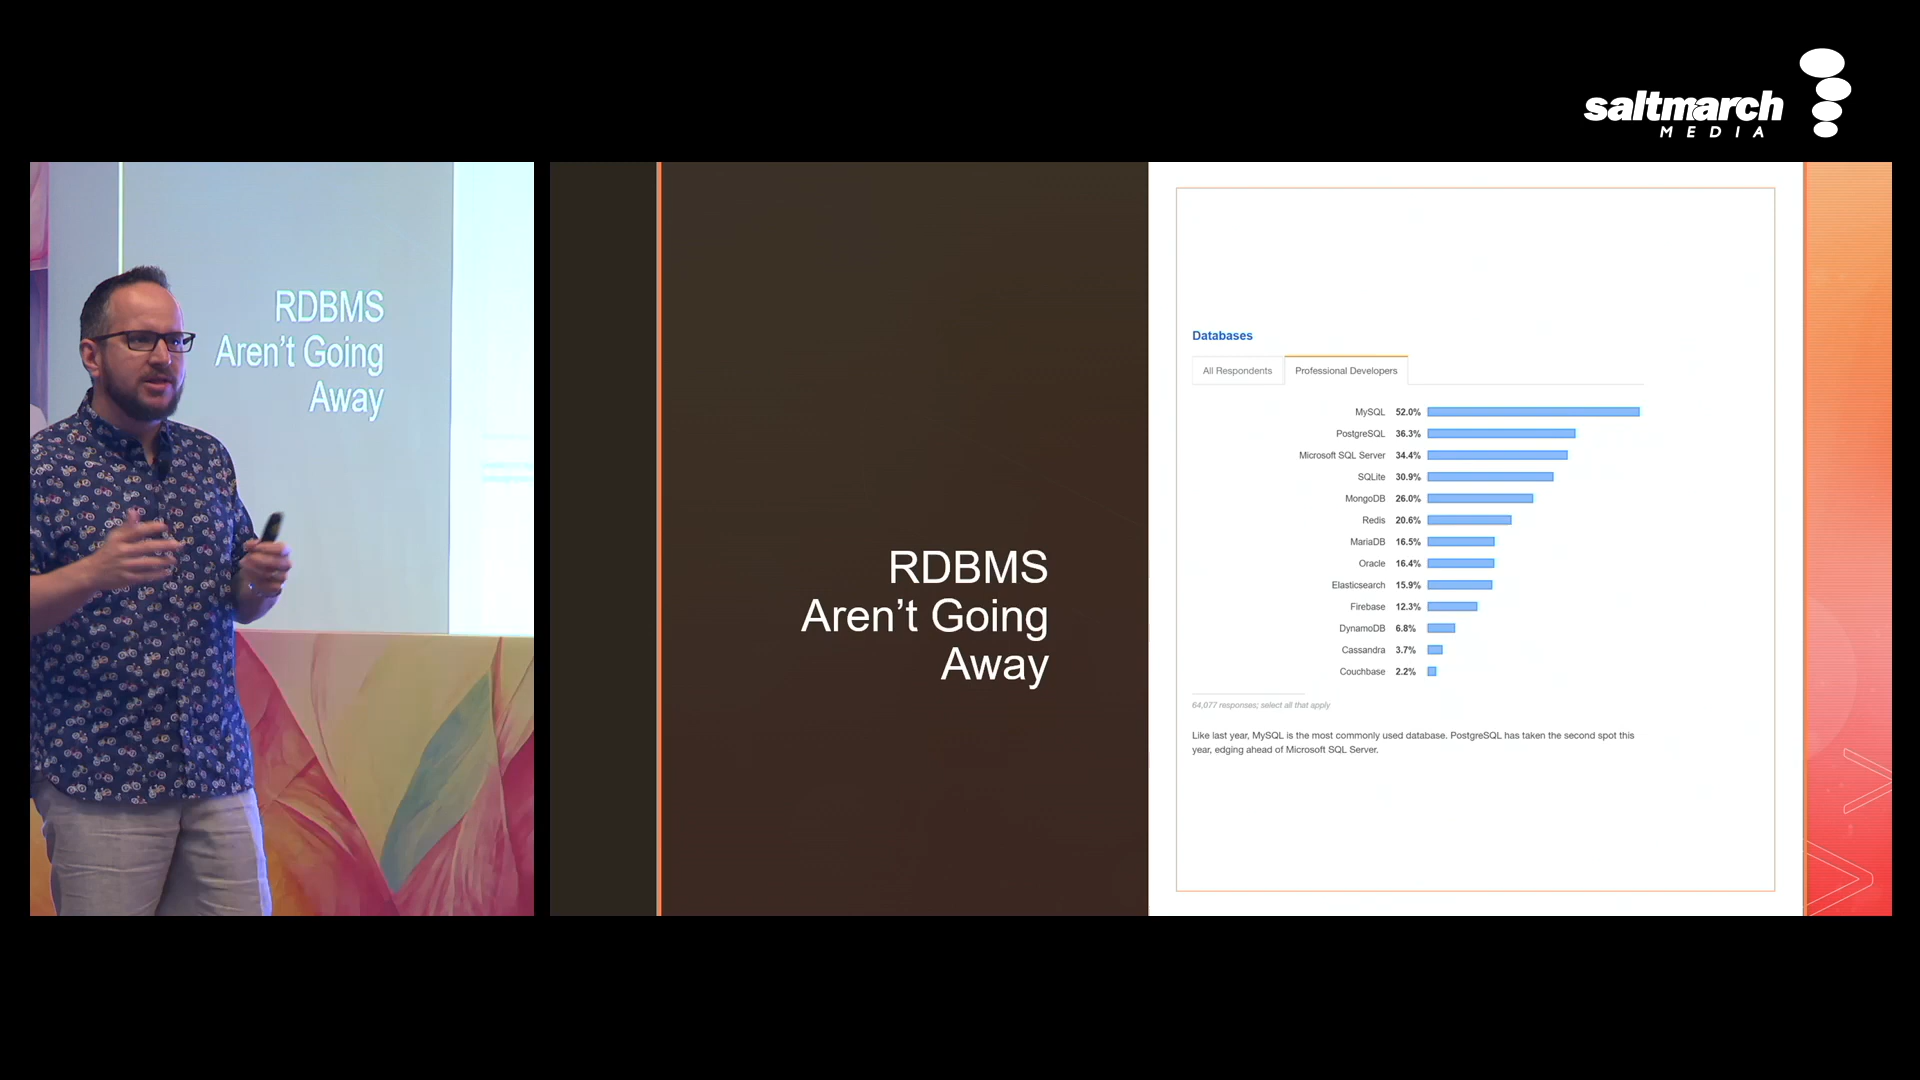 saltmarch
MEDIA
RDBMS
Aren't Going
Away
RDBMS
Aren't Going
Away
Databases
All Respondents
Professional Developers
MySQL 52.0%
PostgreSQL 36.3%
Microsoft SQL Server 34.4%
SQLite 30.9%
MongoDB 26.0%
Redis 20.6%
MariaDB 16.5%
Oracle 16.4%
Elasticsearch 15.9%
Firebase 12.3%
DynamoDB 6.8%
Cassandra 3.7%
Couchbase 2.2%
64,077 responses; select all that apply
Like last year, MySQL is the most commonly used database. PostgreSQL has taken the second spot this
year, edging ahead of Microsoft SQL Server.